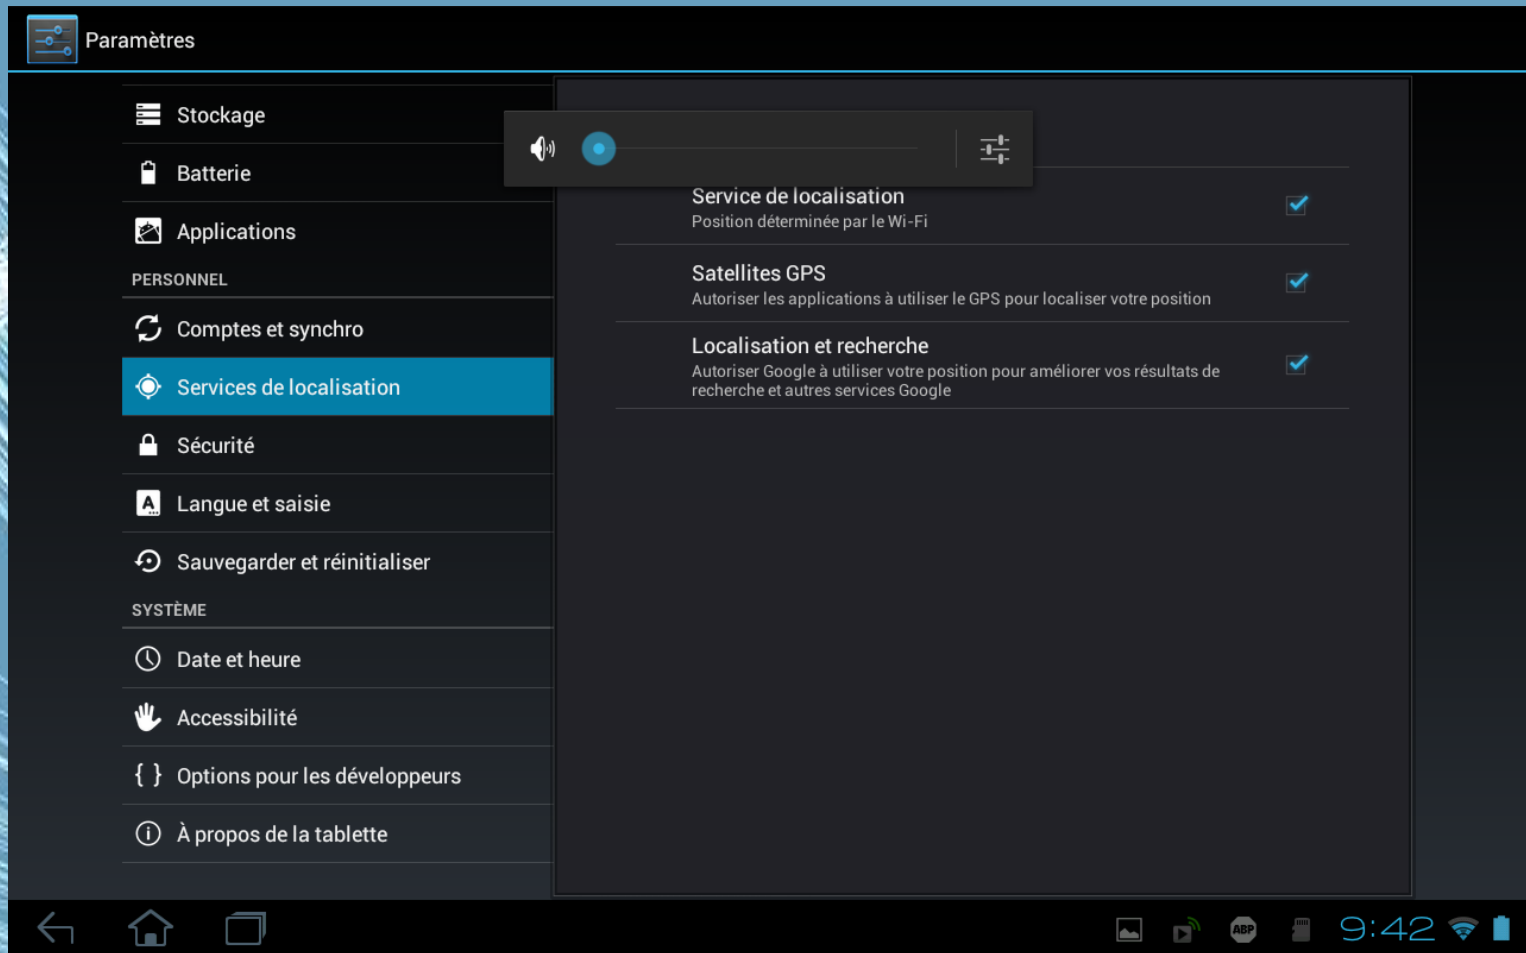 Paramètres
Stockage
Batterie
Applications
PERSONNEL
Comptes et synchro
Services de localisation
Sécurité
Langue et saisie
Sauvegarder et réinitialiser
SYSTÈME
Date et heure
Accessibilité
{ } Options pour les développeurs
À propos de la tablette
Service de localisation
Position déterminée par le Wi-Fi
Satellites GPS
Autoriser les applications à utiliser le GPS pour localiser votre position
Localisation et recherche
Autoriser Google à utiliser votre position pour améliorer vos résultats de
recherche et autres services Google
ABP
9:42